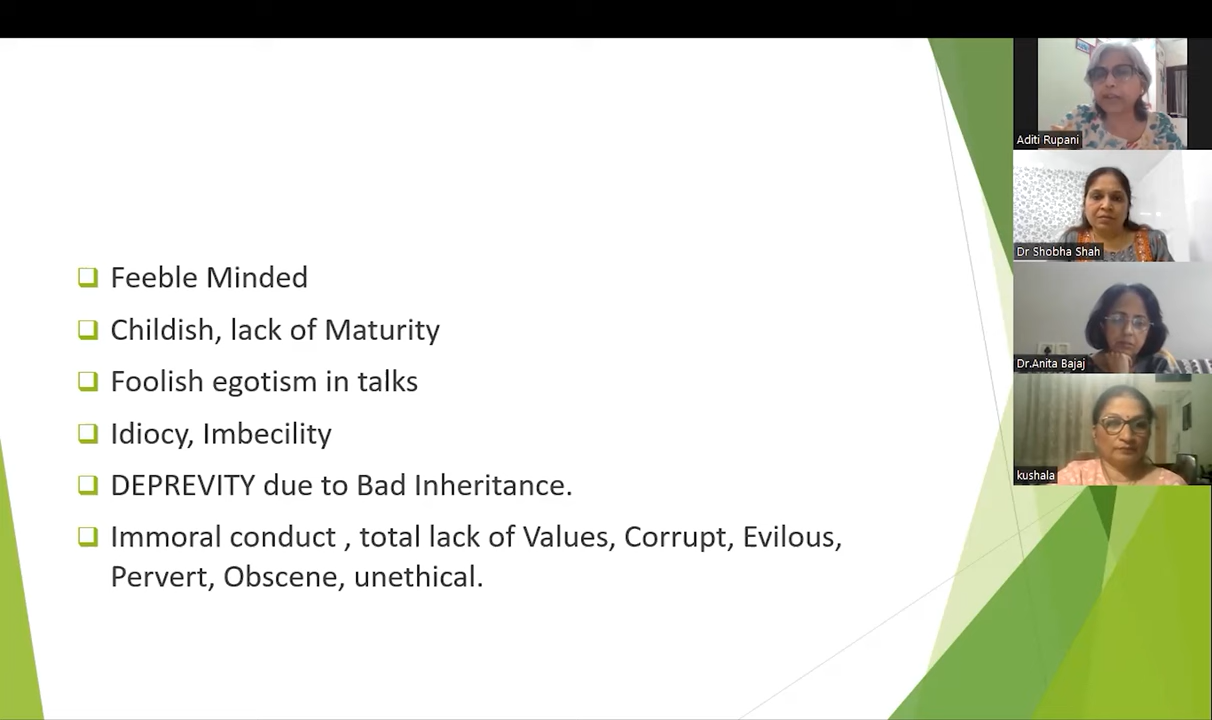 Feeble Minded
Childish, lack of Maturity
Foolish egotism in talks
Idiocy, Imbecility
DEPREVITY due to Bad Inheritance.
Immoral conduct , total lack of Values, Corrupt, Evilous,
Pervert, Obscene, unethical.
Aditi Rupani
Dr Shobha Shah
Dr.Anita Bajaj
kushala